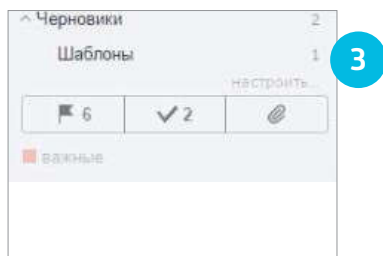 Черновики 2
Шаблоны 1
настроить...
6 2
важные
3